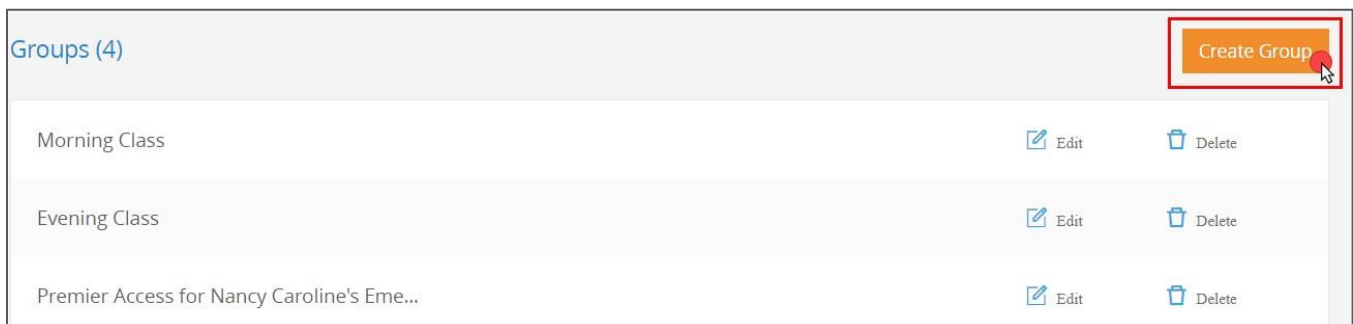 Groups (4)
Create Group
Morning Class Edit Delete
Evening Class Edit Delete
Premier Access for Nancy Caroline's Eme... Edit Delete